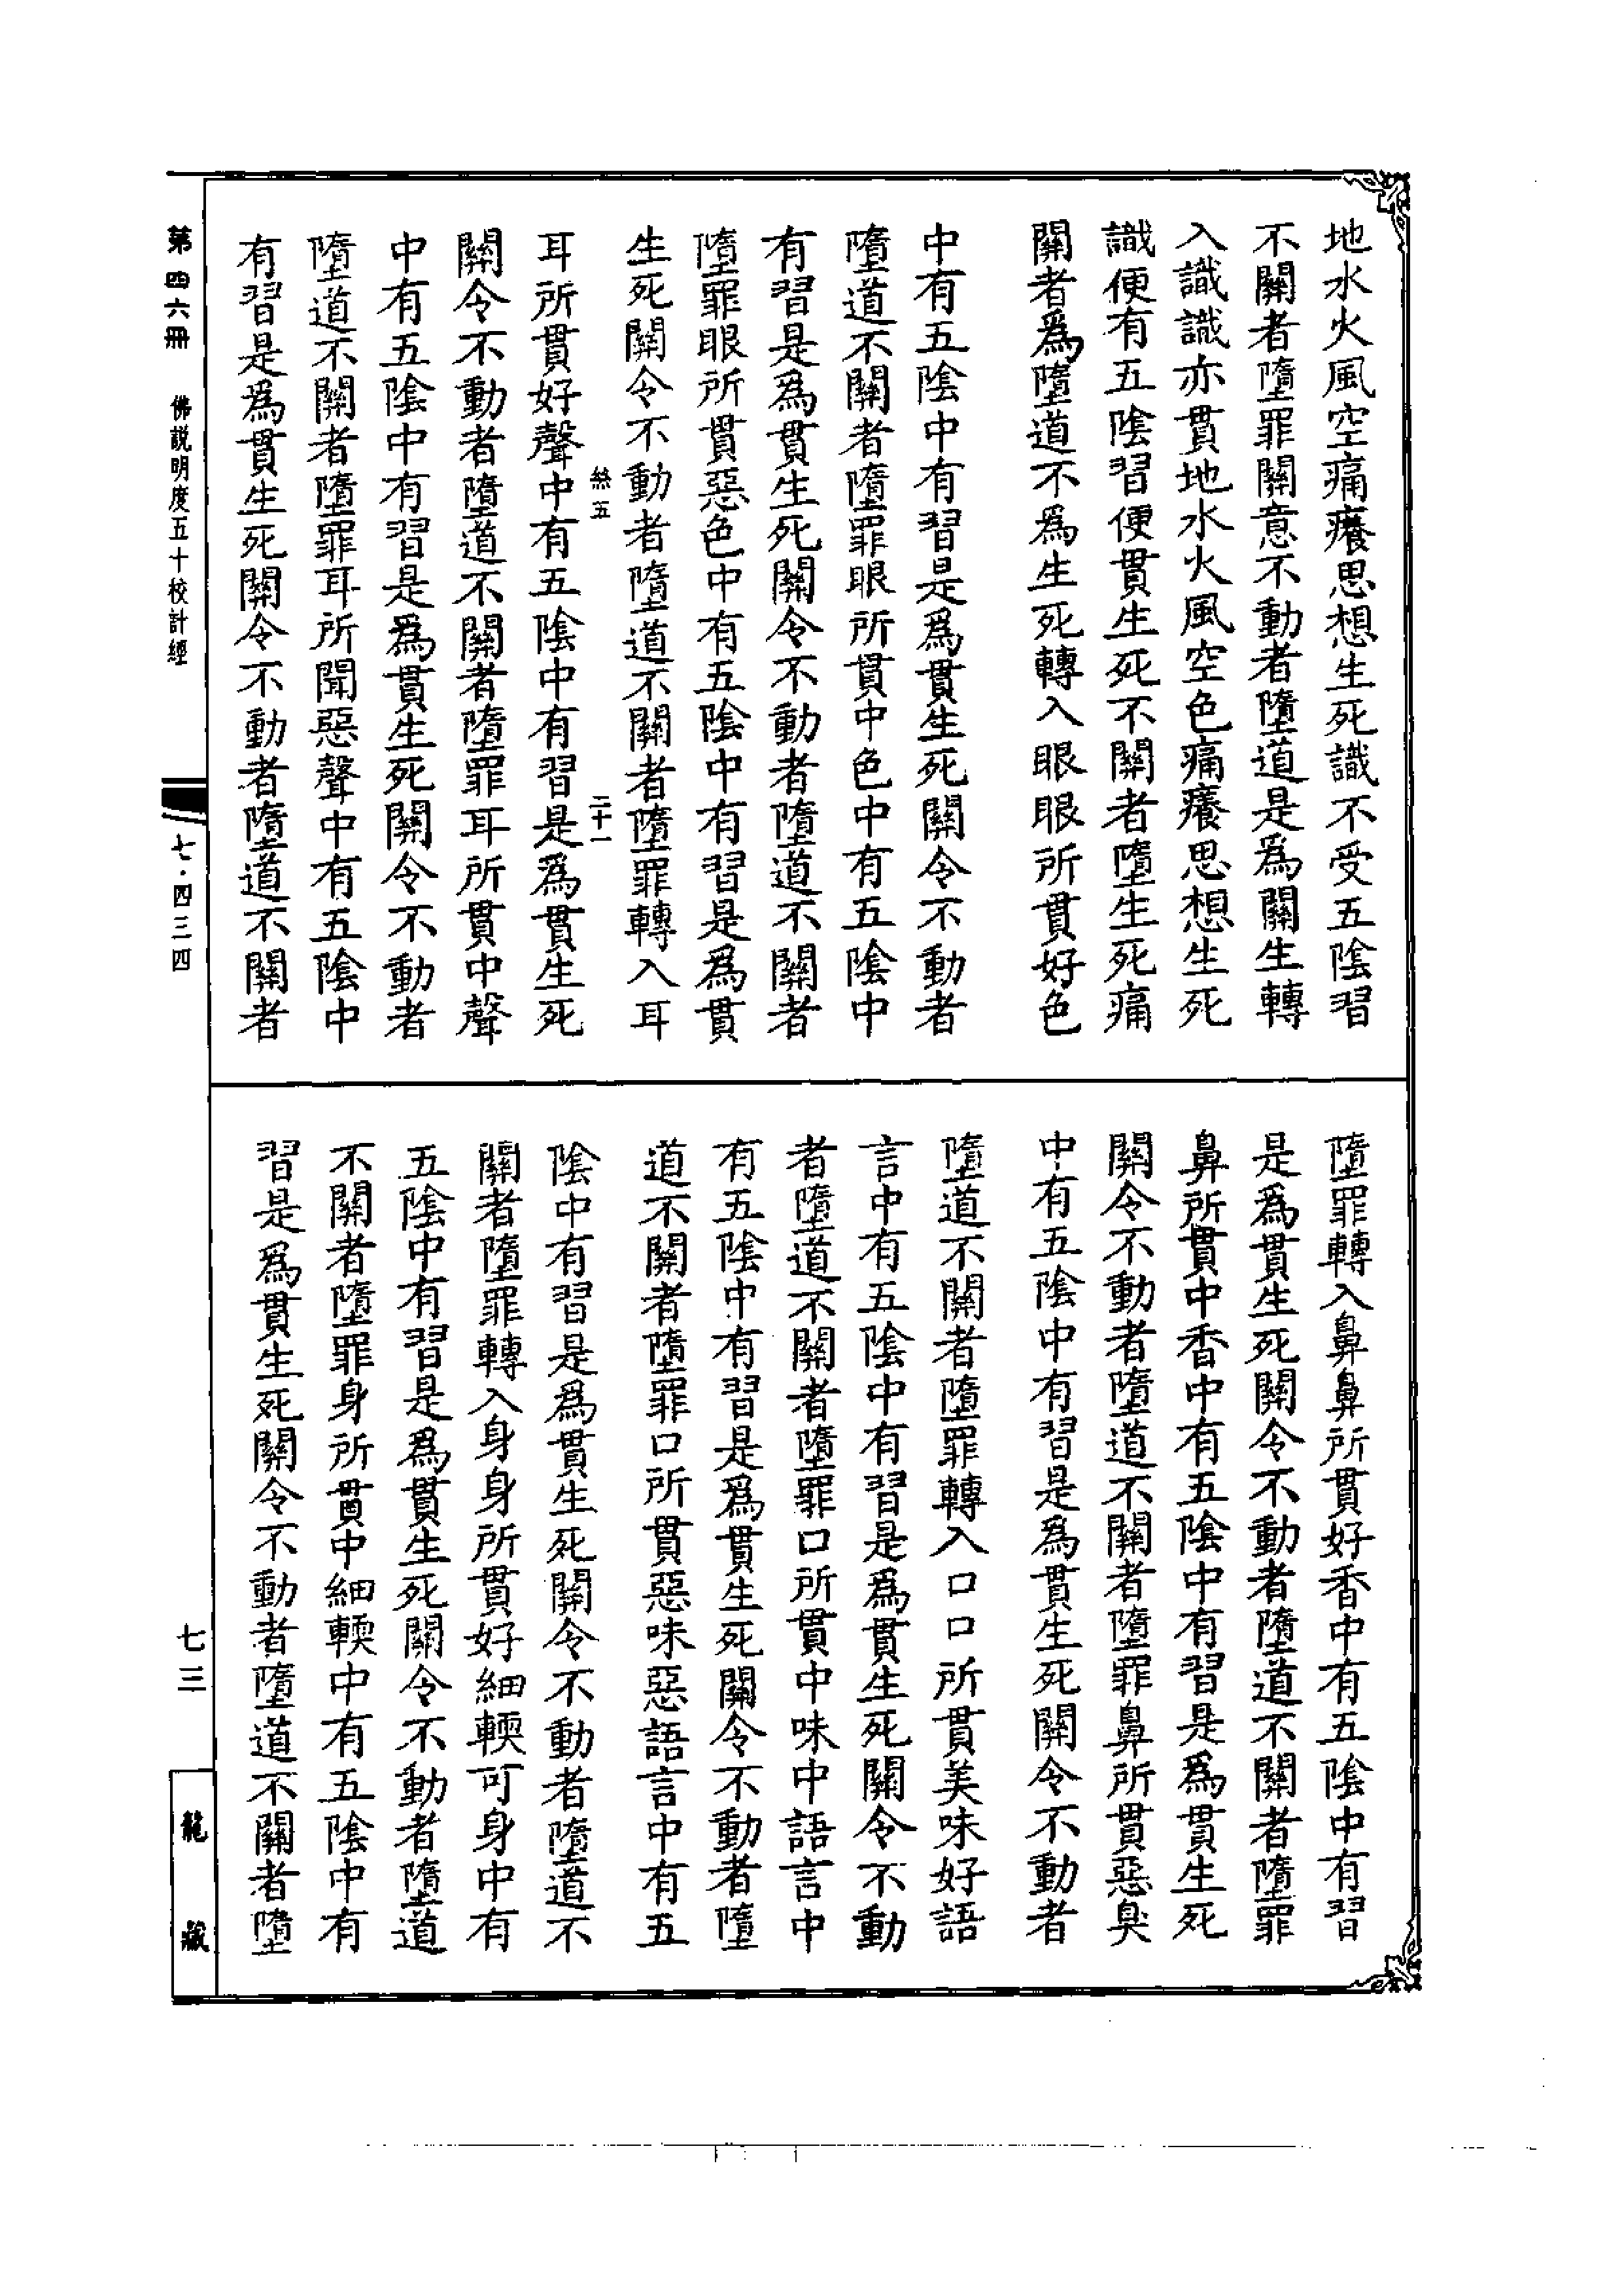 地水火風空痛癢思想生死識不受五陰習
不關者墮罪關意不動者墮道是為關生轉
入識識亦貫地水火風空色痛癢思想生死
識便有五陰習便貫生死不關者墮生死痛
關者為墮道不為生死轉入眼眼所貫好色
中有五陰中有習是為貫生死關令不動者
墮道不關者墮罪眼所貫中色中有五陰中
有習是為貫生死關令不動者墮道不關者
墮罪眼所貫惡色中有五陰中有習是為貫
生死關令不動者墮道不關者墮罪轉入耳
絲五
二十一
耳所貫好聲中有五陰中有習是為貫生死
關令不動者墮道不關者墮罪耳所貫中聲
中有五陰中有習是為貫生死關令不動者
墮道不關者墮罪耳所聞惡聲中有五陰中
有習是為貫生死關令不動者墮道不關者
墮罪轉入鼻鼻所貫好香中有五陰中有習
是為貫生死關令不動者墮道不關者墮罪
鼻所貫中香中有五陰中有習是為貫生死
關令不動者墮道不關者墮罪鼻所貫惡臭
中有五陰中有習是為貫生死關令不動者
墮道不關者墮罪轉入口口所貫美味好語
言中有五陰中有習是為貫生死關令不動
者墮道不關者墮罪口所貫中味中語言中
有五陰中有習是為貫生死關令不動者墮
道不關者墮罪口所貫惡味惡語言中有五
陰中有習是為貫生死關令不動者墮道不
關者墮罪轉入身身所貫好細輭可身中有
五陰中有習是為貫生死關令不動者墮道
不關者墮罪身所貫中細輭中有五陰中有
習是為貫生死關令不動者墮道不關者墮
第四六冊 佛說明度五十校計經
七·四三四
七三
龍藏